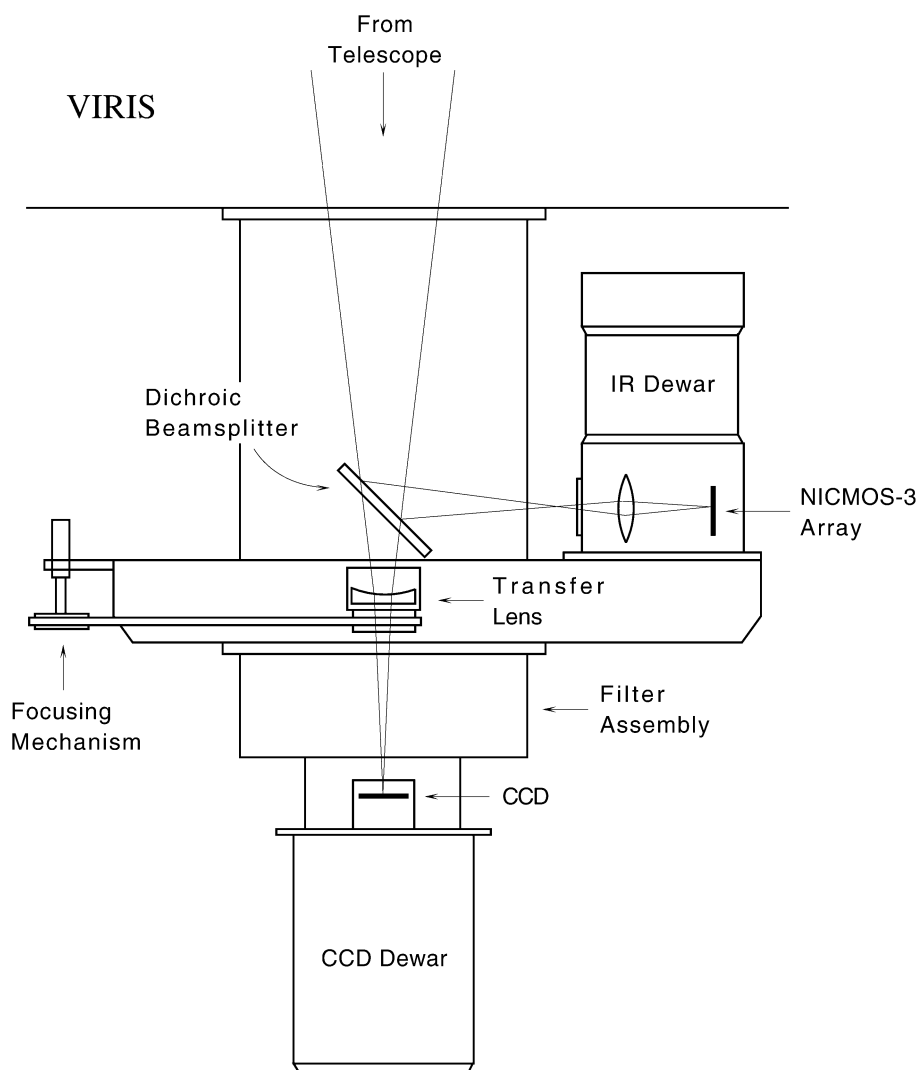 From
Telescope
VIRIS
IR Dewar
Dichroic
Beamsplitter
NICMOS-3
Array
Transfer
Lens
Focusing
Mechanism
Filter
Assembly
CCD
CCD Dewar